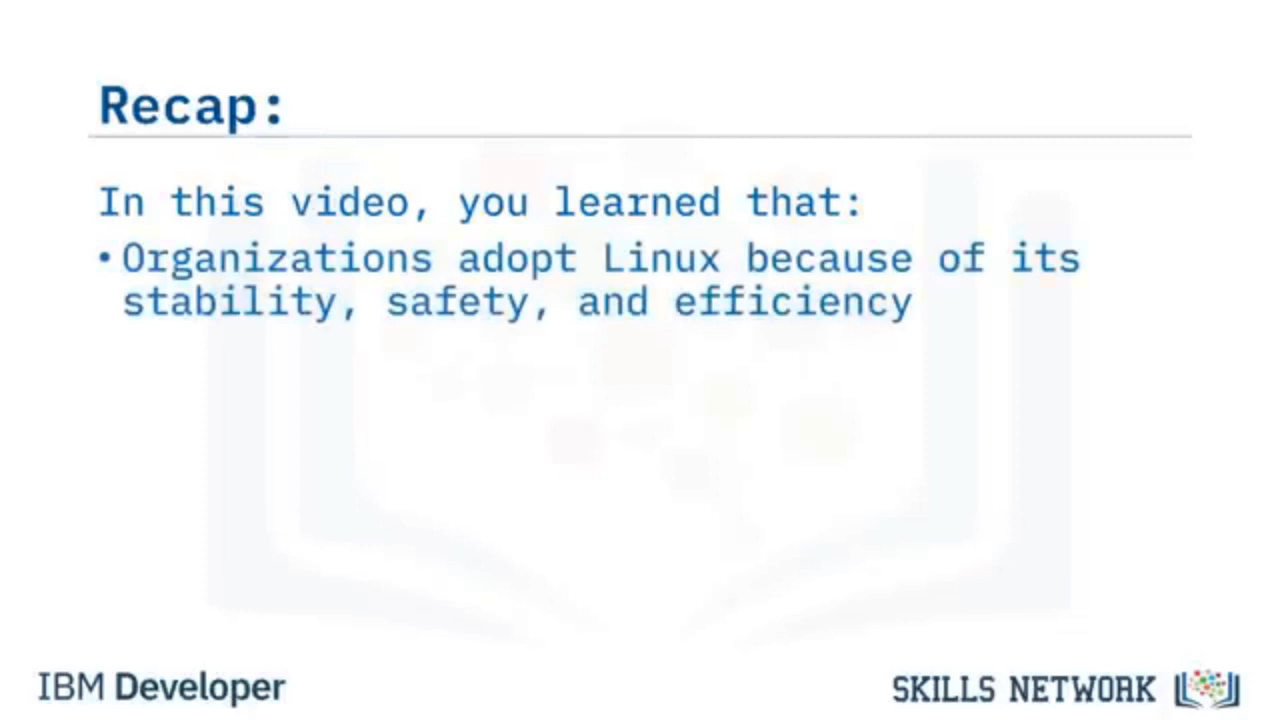 Recap:
In this video, you learned that:
• Organizations adopt Linux because of its
stability, safety, and efficiency
IBM Developer
SKILLS NETWORK